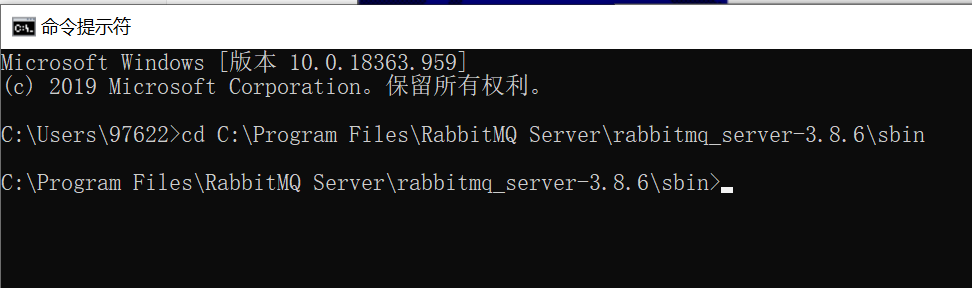 命令提示符
Microsoft Windows [版本 10.0.18363.959]
(c) 2019 Microsoft Corporation。保留所有权利。
C:\Users\97622>cd C:\Program Files\RabbitMQ Server\rabbitmq_server-3.8.6\sbin
C:\Program Files\RabbitMQ Server\rabbitmq_server-3.8.6\sbin>